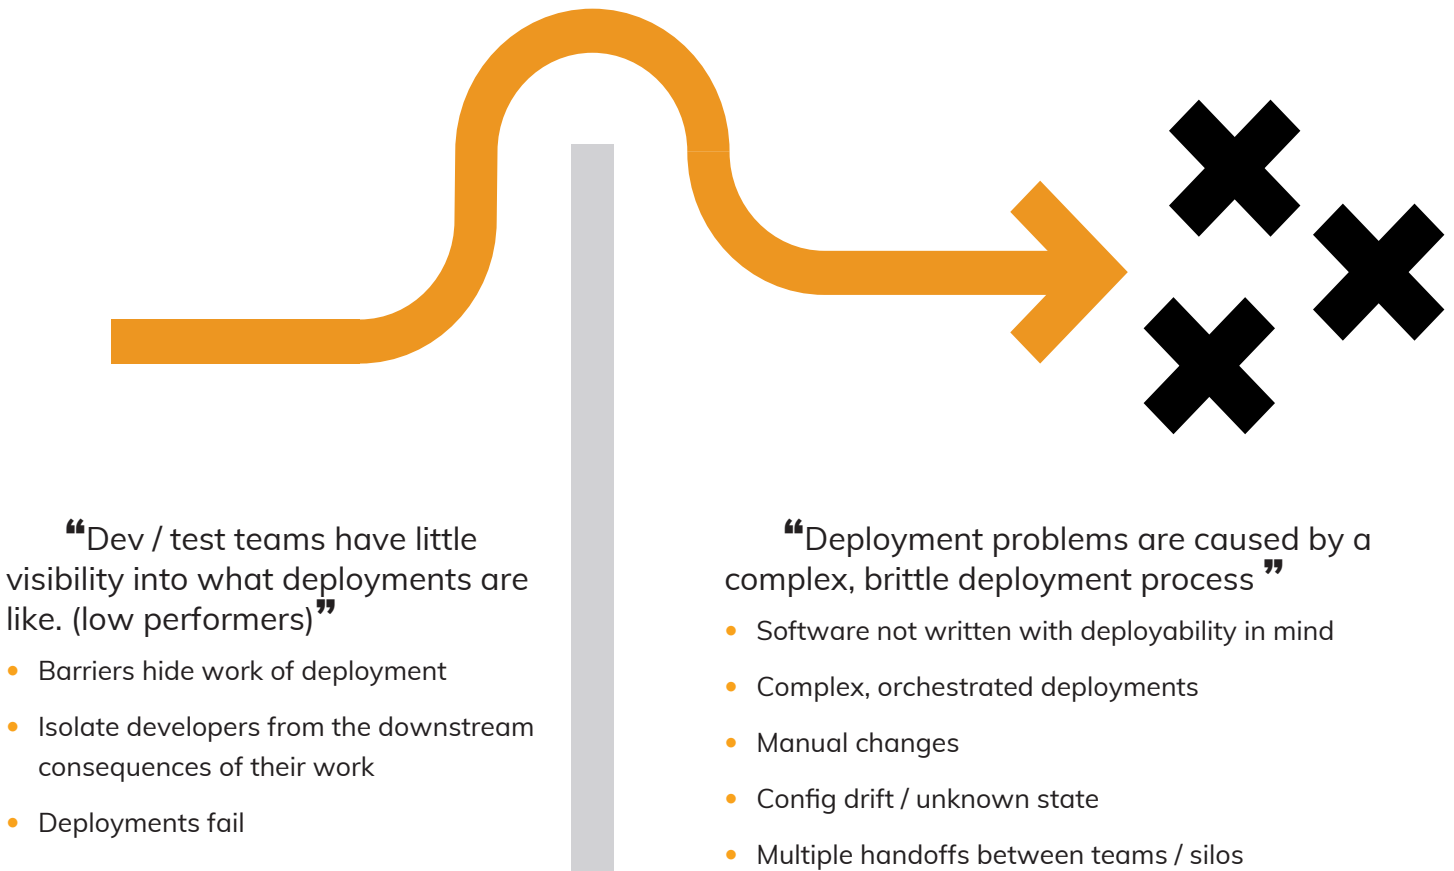 ❝Dev / test teams have little
visibility into what deployments are
like. (low performers)❞
• Barriers hide work of deployment
• Isolate developers from the downstream
consequences of their work
• Deployments fail
❝Deployment problems are caused by a
complex, brittle deployment process ❞
• Software not written with deployability in mind
• Complex, orchestrated deployments
• Manual changes
• Config drift / unknown state
• Multiple handoffs between teams / silos